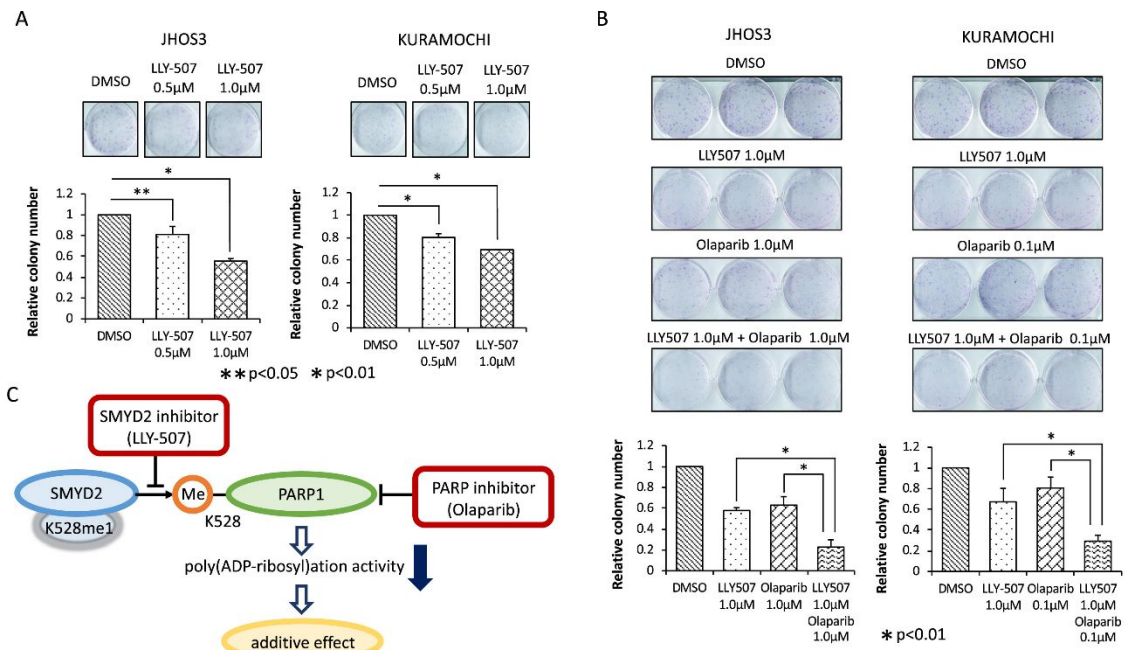 A
JHOS3
KURAMOCHI
DMSO
LLY-507
0.5μM
LLY-507
1.0μM
DMSO
LLY-507
0.5μM
LLY-507
1.0μM
Relative colony number
1.2
1
0.8
0.6
0.4
0.2
0
**
*
DMSO
LLY-507
0.5μM
LLY-507
1.0μM
Relative colony number
1.2
1
0.8
0.6
0.4
0.2
0
*
*
DMSO
LLY-507
0.5μM
LLY-507
1.0μM
** p<0.05 * p<0.01
B
JHOS3
KURAMOCHI
DMSO
DMSO
LLY507 1.0μM
LLY507 1.0μM
Olaparib 1.0μM
Olaparib 0.1μM
LLY507 1.0μM + Olaparib 1.0μM
LLY507 1.0μM + Olaparib 0.1μM
Relative colony number
1.2
1
0.8
0.6
0.4
0.2
0
*
*
DMSO
LLY507
1.0μM
Olaparib
1.0μM
LLY507
1.0μM
Olaparib
1.0μM
Relative colony number
1.2
1
0.8
0.6
0.4
0.2
0
*
*
DMSO
LLY-507
1.0μM
Olaparib
0.1μM
LLY507
1.0μM
Olaparib
0.1μM
* p<0.01
C
SMYD2 inhibitor
(LLY-507)
SMYD2
K528me1
Me
K528
PARP1
PARP inhibitor
(Olaparib)
poly(ADP-ribosyl)ation activity
additive effect